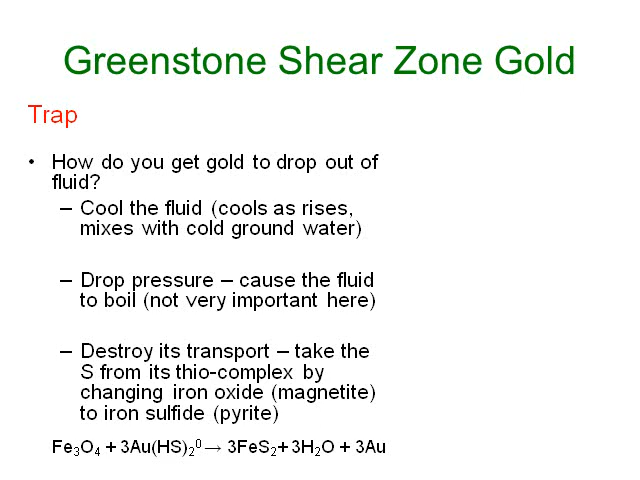 Greenstone Shear Zone Gold
Trap
• How do you get gold to drop out of
fluid?
– Cool the fluid (cools as rises,
mixes with cold ground water)
– Drop pressure – cause the fluid
to boil (not very important here)
– Destroy its transport – take the
S from its thio-complex by
changing iron oxide (magnetite)
to iron sulfide (pyrite)
Fe₃O₄ + 3Au(HS)₂⁰ → 3FeS₂+ 3H₂O + 3Au